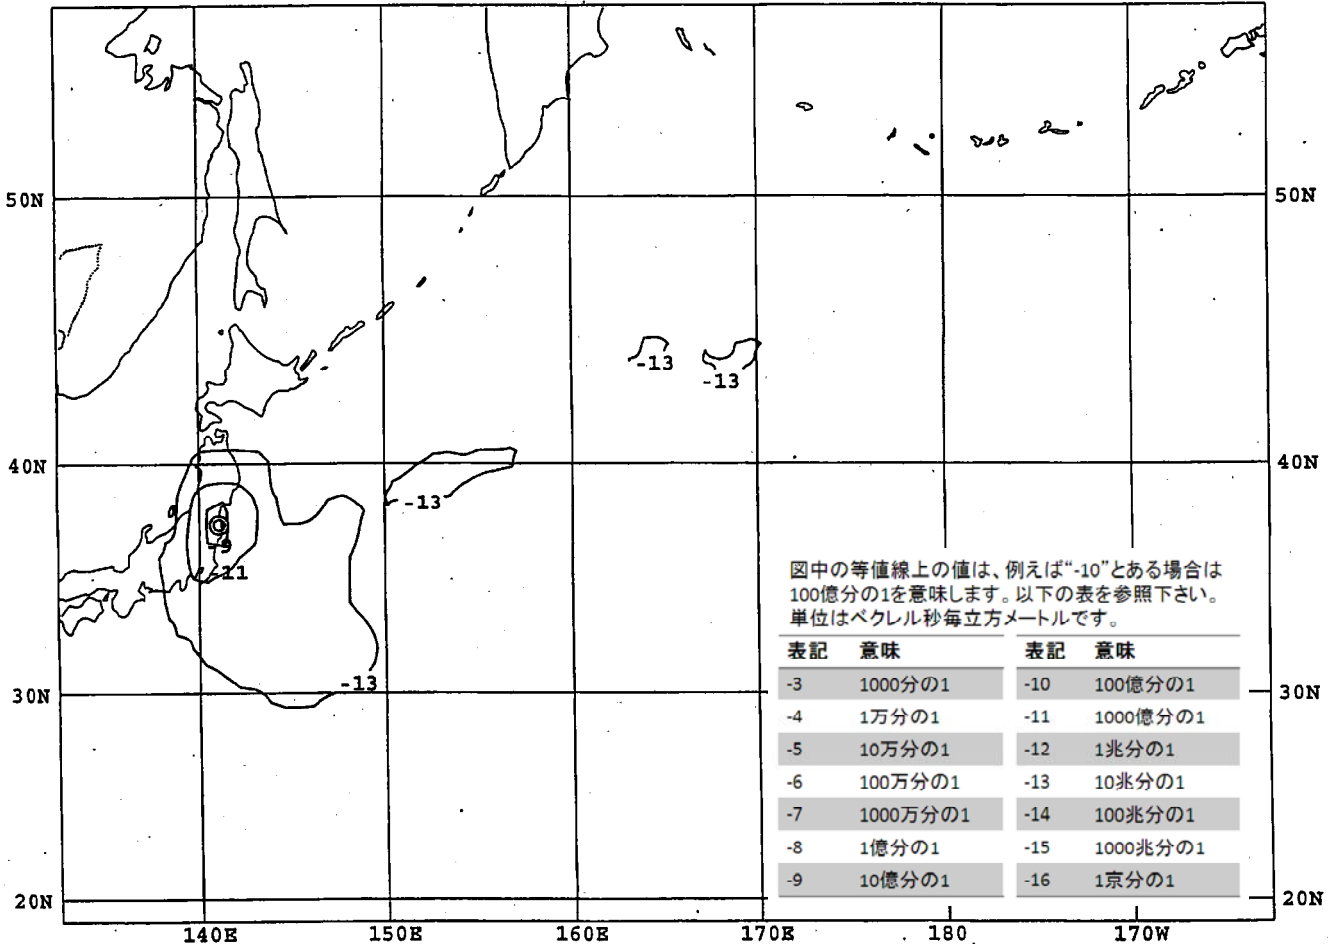 50N
50N
-13
-13
40N
40N
-13
-9
-11
図中の等値線上の値は、例えば“-10”とある場合は
100億分の1を意味します。以下の表を参照下さい。
単位はベクレル秒毎立方メートルです。
表記 意味 表記 意味
-3 1000分の1 -10 100億分の1
-4 1万分の1 -11 1000億分の1
-5 10万分の1 -12 1兆分の1
-6 100万分の1 -13 10兆分の1
-7 1000万分の1 -14 100兆分の1
-8 1億分の1 -15 1000兆分の1
-9 10億分の1 -16 1京分の1
-13
30N
30N
20N
20N
140E 150E 160E 170E 180 170W